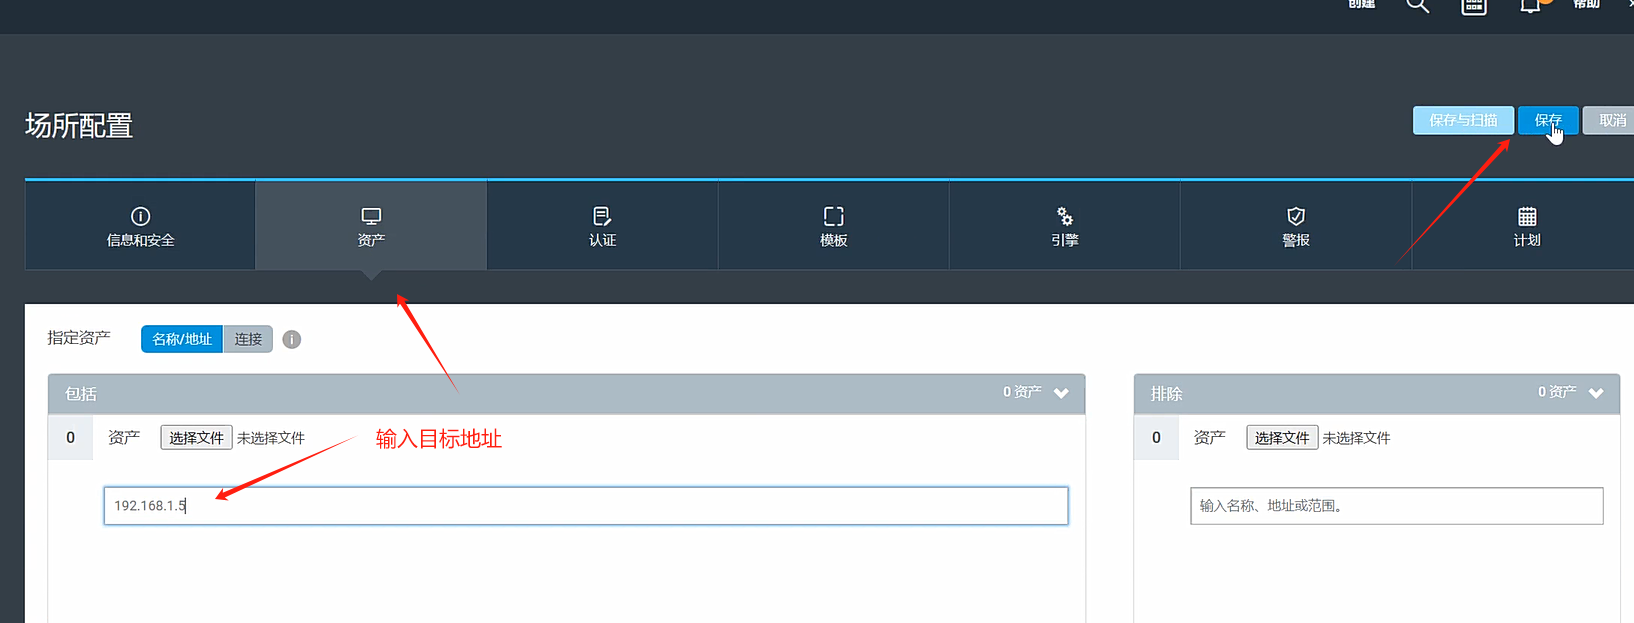 创建
帮助
场所配置
保存与扫描
保存
取消
信息和安全
资产
认证
模板
引擎
警报
计划
指定资产
名称/地址
连接
包括
0 资产
排除
0 资产
0
资产
选择文件 未选择文件
输入目标地址
0
资产
选择文件 未选择文件
192.168.1.5
输入名称、地址或范围。